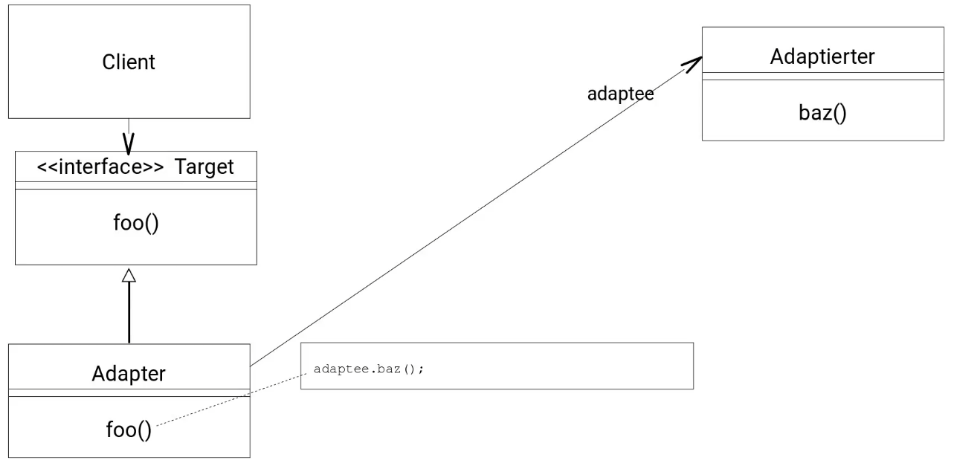 Client
Adaptierter
adaptee
baz()
<<interface>> Target
foo()
Adapter
adaptee.baz();
foo()